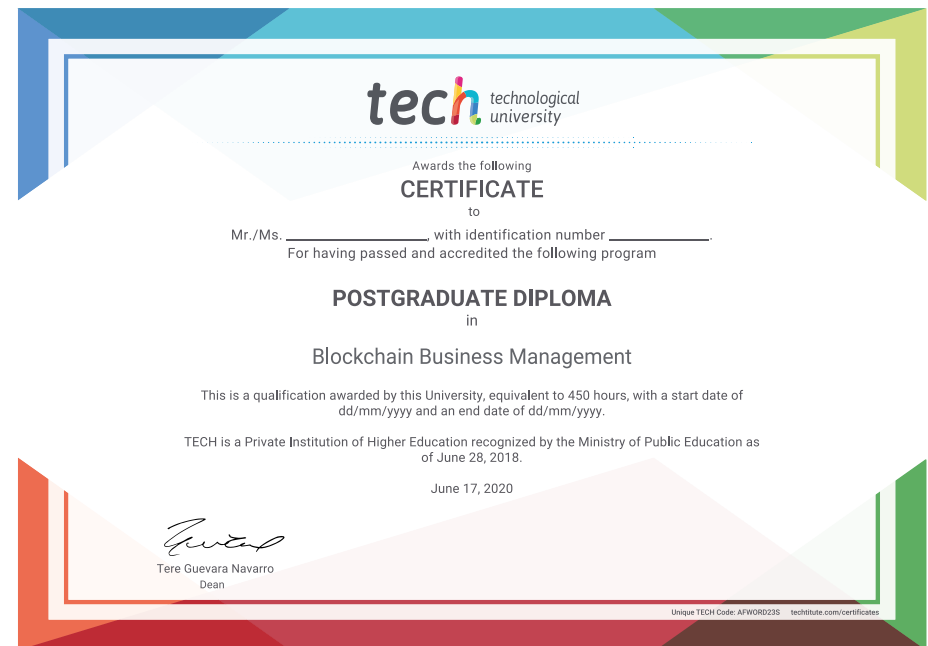 tech technological
university
Awards the following
CERTIFICATE
to
Mr./Ms. ____________________, with identification number ______________.
For having passed and accredited the following program
POSTGRADUATE DIPLOMA
in
Blockchain Business Management
This is a qualification awarded by this University, equivalent to 450 hours, with a start date of
dd/mm/yyyy and an end date of dd/mm/yyyy.
TECH is a Private Institution of Higher Education recognized by the Ministry of Public Education as
of June 28, 2018.
June 17, 2020
Tere Guevara Navarro
Dean
Unique TECH Code: AFWORD23S techtitute.com/certificates